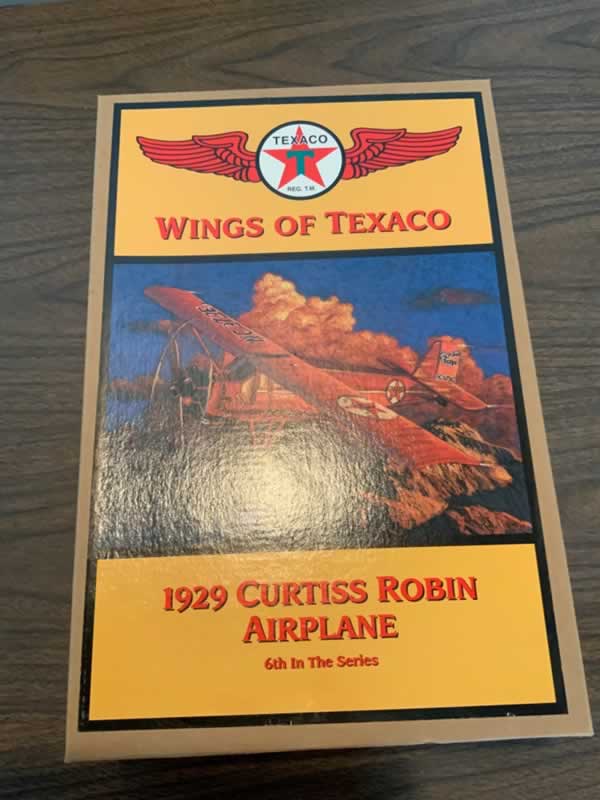 TEXACO
T
REG. T.M.
WINGS OF TEXACO
1929 CURTISS ROBIN
AIRPLANE
6th In The Series